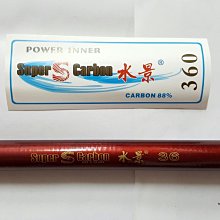 POWER INNER
Super S Carbon 水景 ®
CARBON 88%
360
Super S Carbon 水景 36